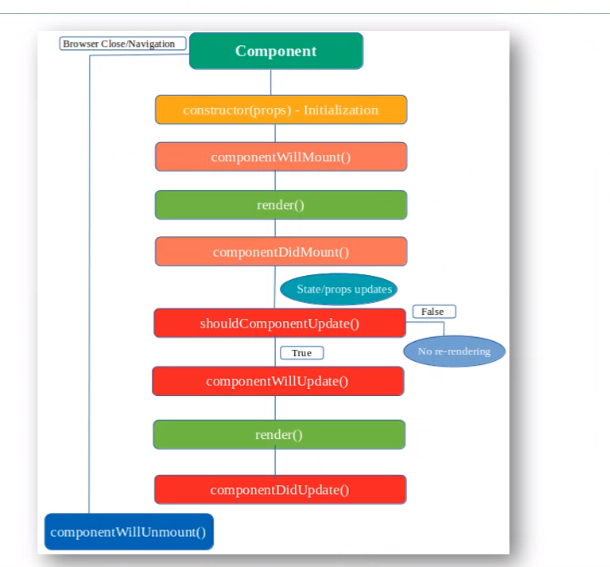 Browser Close/Navigation
Component
constructor(props) - Initialization
componentWillMount()
render()
componentDidMount()
State/props updates
False
shouldComponentUpdate()
No re-rendering
True
componentWillUpdate()
render()
componentDidUpdate()
componentWillUnmount()